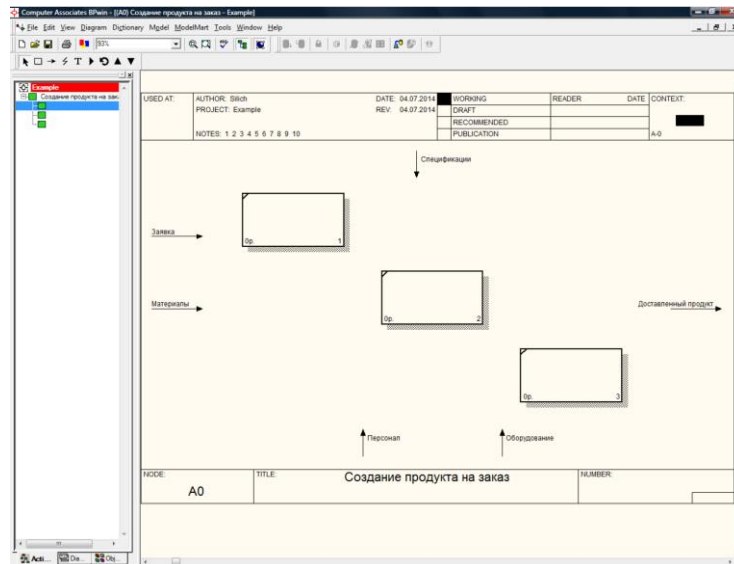 Computer Associates BPwin - [(A0) Создание продукта на заказ - Example]
File Edit View Diagram Dictionary Model ModelMart Tools Window Help
93%
Example
Создание продукта на зак
USED AT: AUTHOR: Silich DATE: 04.07.2014 WORKING READER DATE CONTEXT:
PROJECT: Example REV: 04.07.2014 DRAFT
RECOMMENDED
NOTES: 1 2 3 4 5 6 7 8 9 10 PUBLICATION A-0
Спецификации
Заявка
0р. 1
Материалы
Доставленный продукт
0р. 2
0р. 3
Персонал
Оборудование
NODE: TITLE: Создание продукта на заказ NUMBER:
A0
Acti... Dia... Obj...